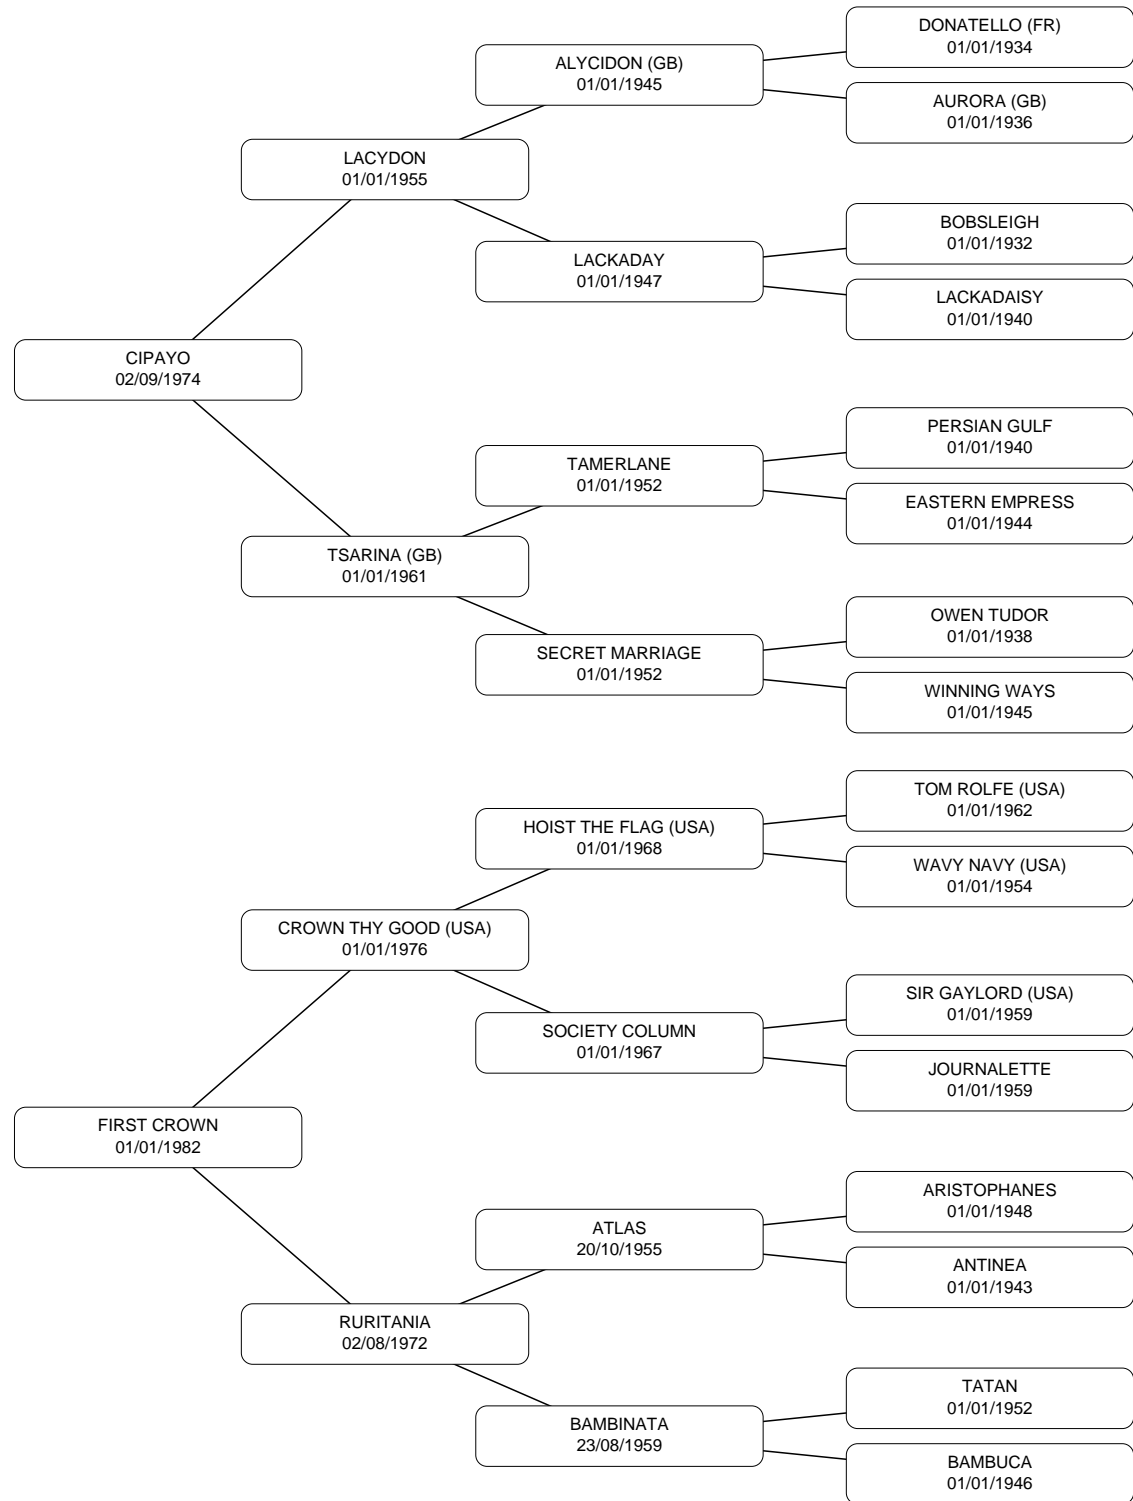 DONATELLO (FR)
01/01/1934
ALYCIDON (GB)
01/01/1945
AURORA (GB)
01/01/1936
LACYDON
01/01/1955
BOBSLEIGH
01/01/1932
LACKADAY
01/01/1947
LACKADAISY
01/01/1940
CIPAYO
02/09/1974
PERSIAN GULF
01/01/1940
TAMERLANE
01/01/1952
EASTERN EMPRESS
01/01/1944
TSARINA (GB)
01/01/1961
OWEN TUDOR
01/01/1938
SECRET MARRIAGE
01/01/1952
WINNING WAYS
01/01/1945
TOM ROLFE (USA)
01/01/1962
HOIST THE FLAG (USA)
01/01/1968
WAVY NAVY (USA)
01/01/1954
CROWN THY GOOD (USA)
01/01/1976
SIR GAYLORD (USA)
01/01/1959
SOCIETY COLUMN
01/01/1967
JOURNALETTE
01/01/1959
FIRST CROWN
01/01/1982
ARISTOPHANES
01/01/1948
ATLAS
20/10/1955
ANTINEA
01/01/1943
RURITANIA
02/08/1972
TATAN
01/01/1952
BAMBINATA
23/08/1959
BAMBUCA
01/01/1946